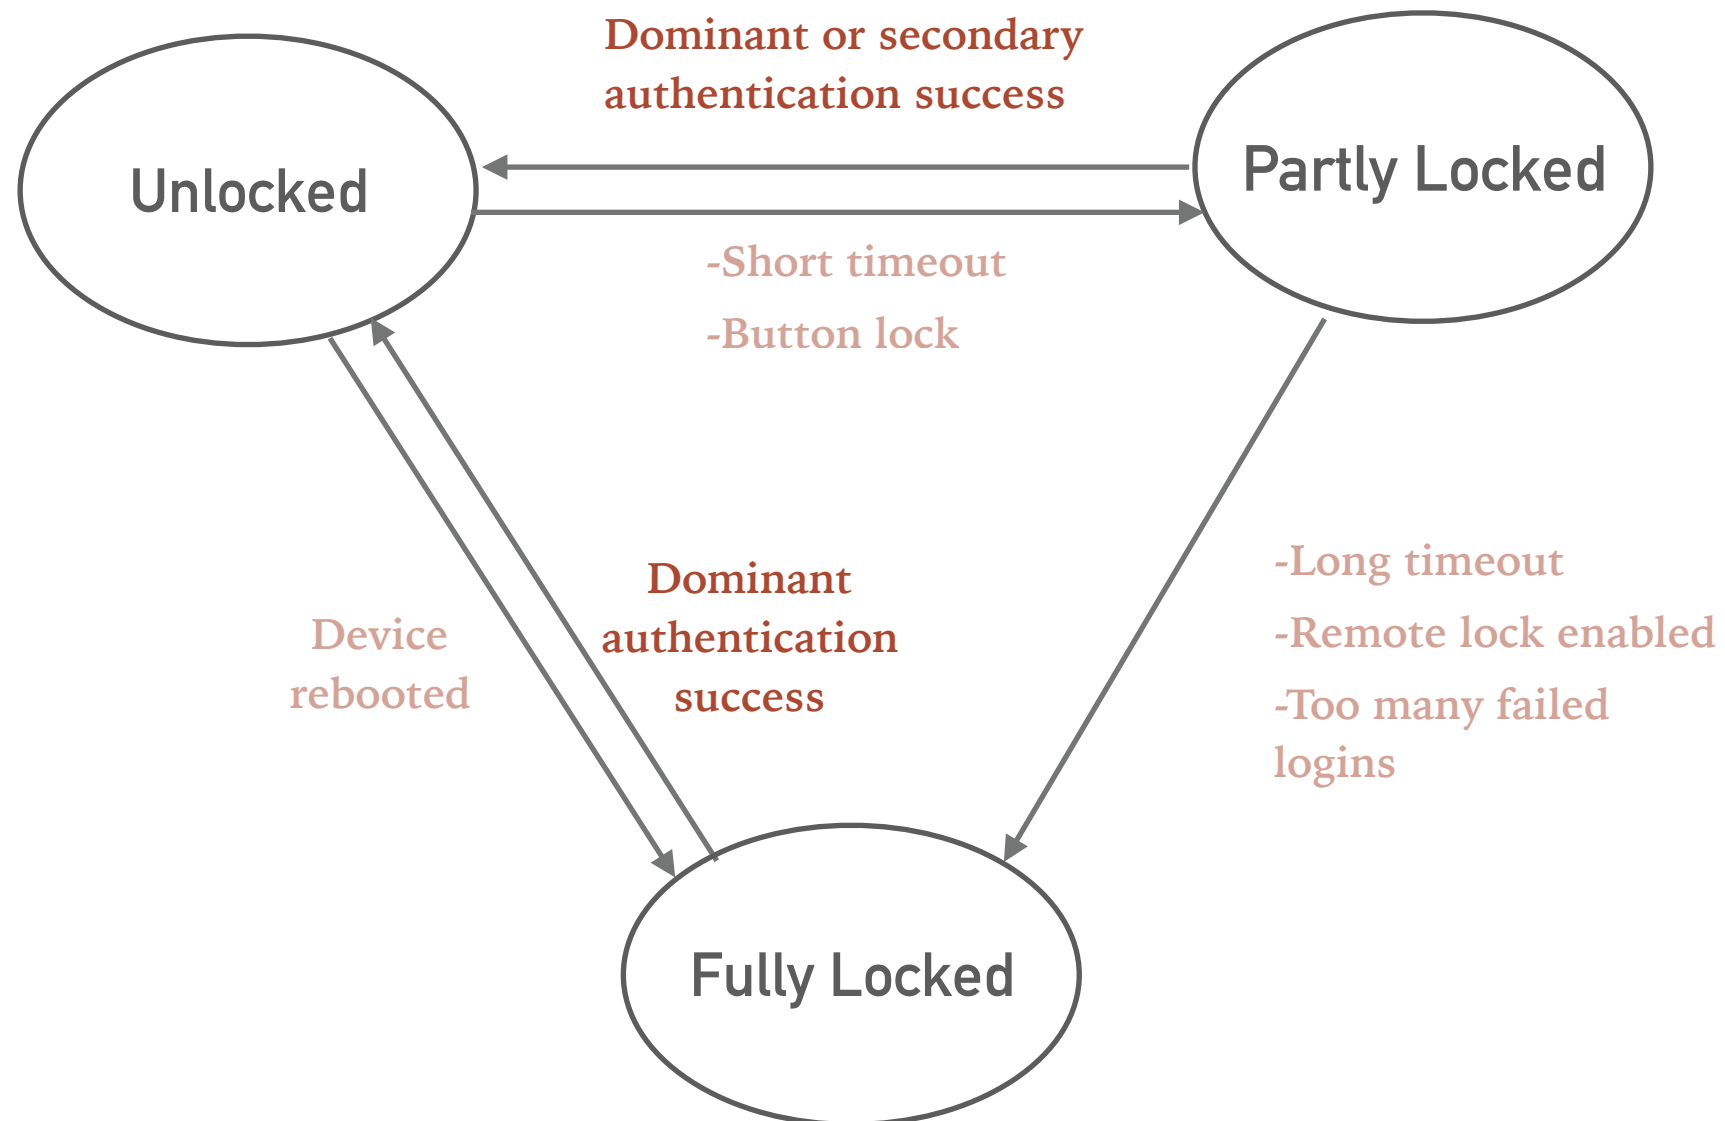 Dominant or secondary
authentication success
Unlocked
Partly Locked
-Short timeout
-Button lock
Device
rebooted
Dominant
authentication
success
-Long timeout
-Remote lock enabled
-Too many failed
logins
Fully Locked